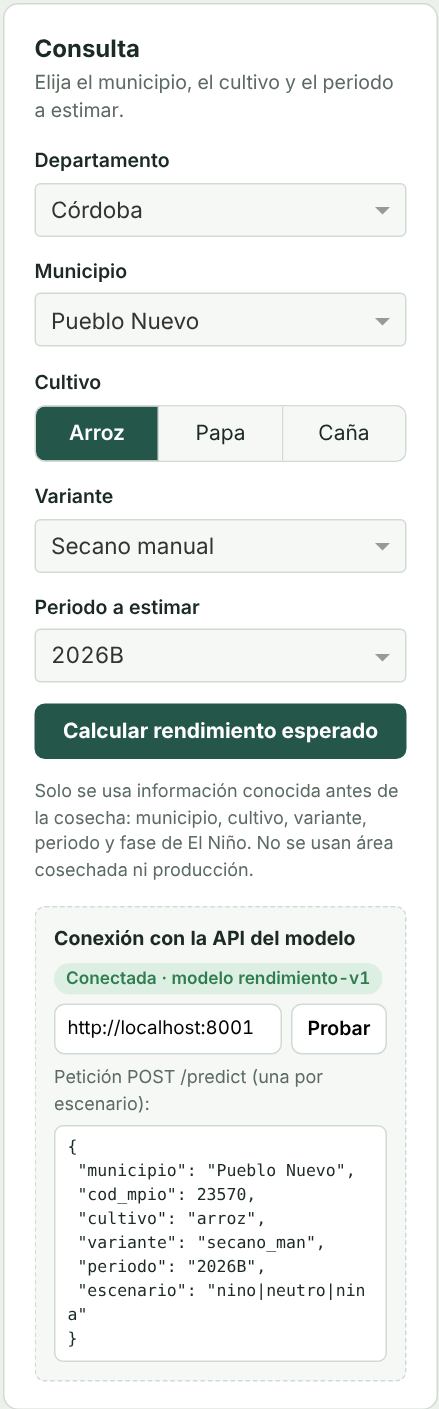 Consulta
Elija el municipio, el cultivo y el periodo
a estimar.
Departamento
Córdoba
Municipio
Pueblo Nuevo
Cultivo
Arroz
Papa
Caña
Variante
Secano manual
Periodo a estimar
2026B
Calcular rendimiento esperado
Solo se usa información conocida antes de
la cosecha: municipio, cultivo, variante,
periodo y fase de El Niño. No se usan área
cosechada ni producción.
Conexión con la API del modelo
Conectada · modelo rendimiento-v1
http://localhost:8001
Probar
Petición POST /predict (una por
escenario):
{
"municipio": "Pueblo Nuevo",
"cod_mpio": 23570,
"cultivo": "arroz",
"variante": "secano_man",
"periodo": "2026B",
"escenario": "nino|neutro|nin
a"
}